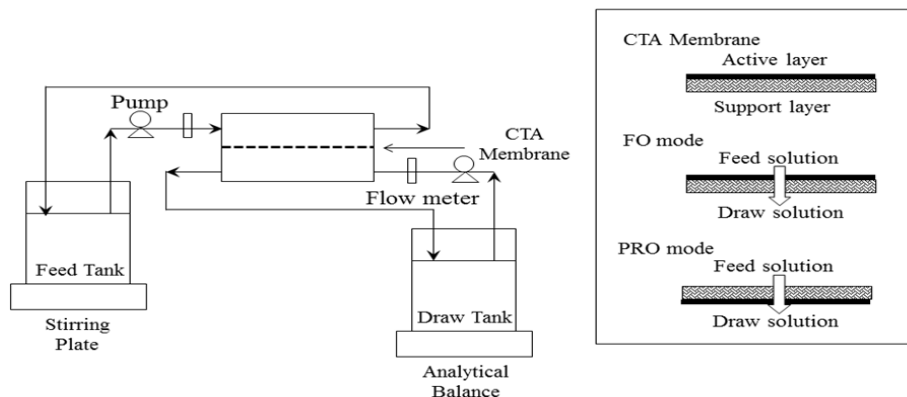 Pump
CTA
Membrane
Flow meter
Feed Tank
Stirring
Plate
Draw Tank
Analytical
Balance
CTA Membrane
Active layer
Support layer
FO mode
Feed solution
Draw solution
PRO mode
Feed solution
Draw solution